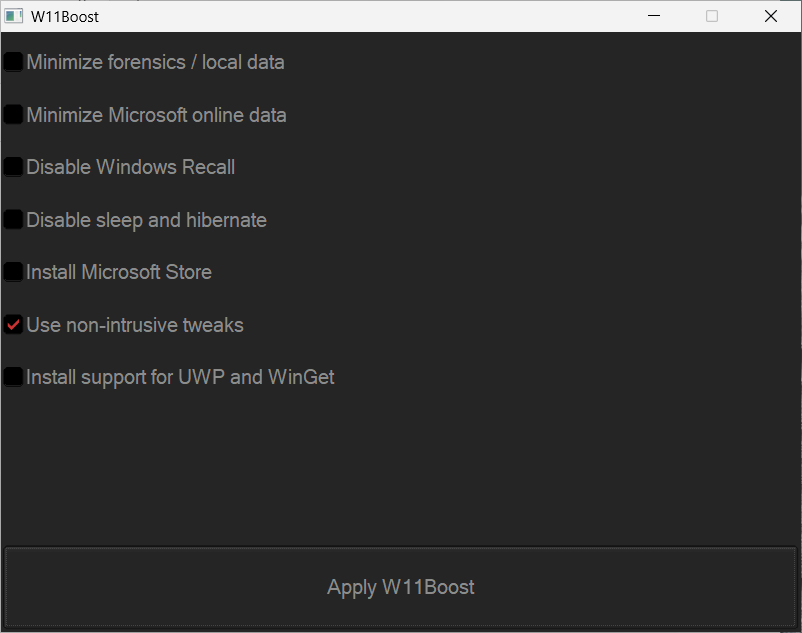 W11Boost
Minimize forensics / local data
Minimize Microsoft online data
Disable Windows Recall
Disable sleep and hibernate
Install Microsoft Store
Use non-intrusive tweaks
Install support for UWP and WinGet
Apply W11Boost